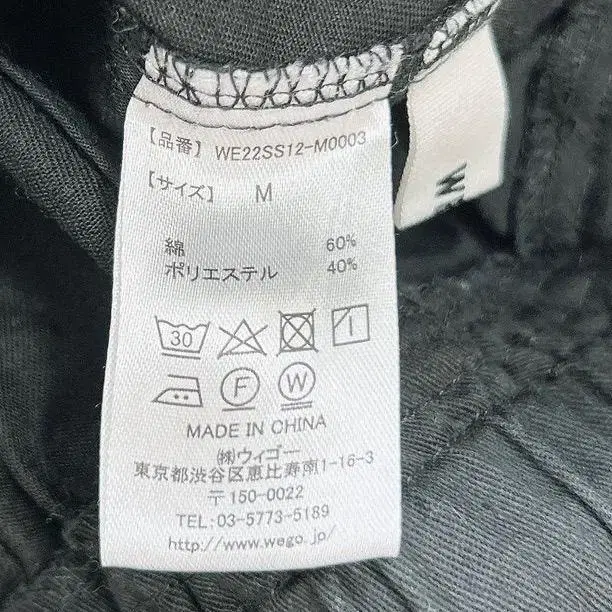 【品番】 WE22SS12-M0003
【サイズ】 M
綿 60%
ポリエステル 40%
30
F W
MADE IN CHINA
㈱ウィゴー
東京都渋谷区恵比寿南1-16-3
〒150-0022
TEL: 03-5773-5189
http://www.wego.jp/